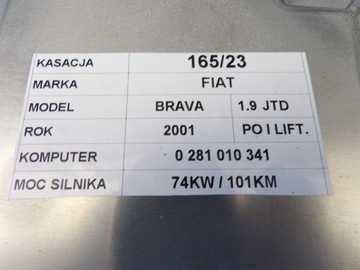 KASACJA 165/23
MARKA FIAT
MODEL BRAVA 1.9 JTD
ROK 2001 PO I LIFT.
KOMPUTER 0 281 010 341
MOC SILNIKA 74KW / 101KM